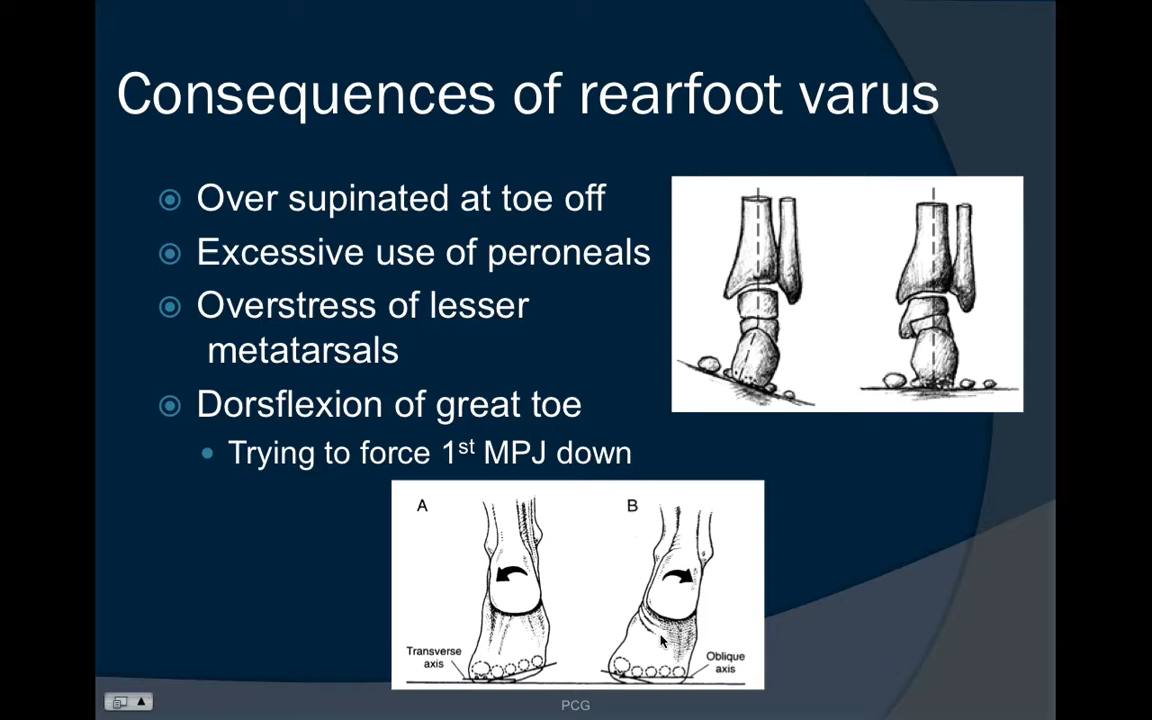 Consequences of rearfoot varus
Over supinated at toe off
Excessive use of peroneals
Overstress of lesser
metatarsals
Dorsflexion of great toe
Trying to force 1st MPJ down
A
B
Transverse
axis
Oblique
axis
PCG